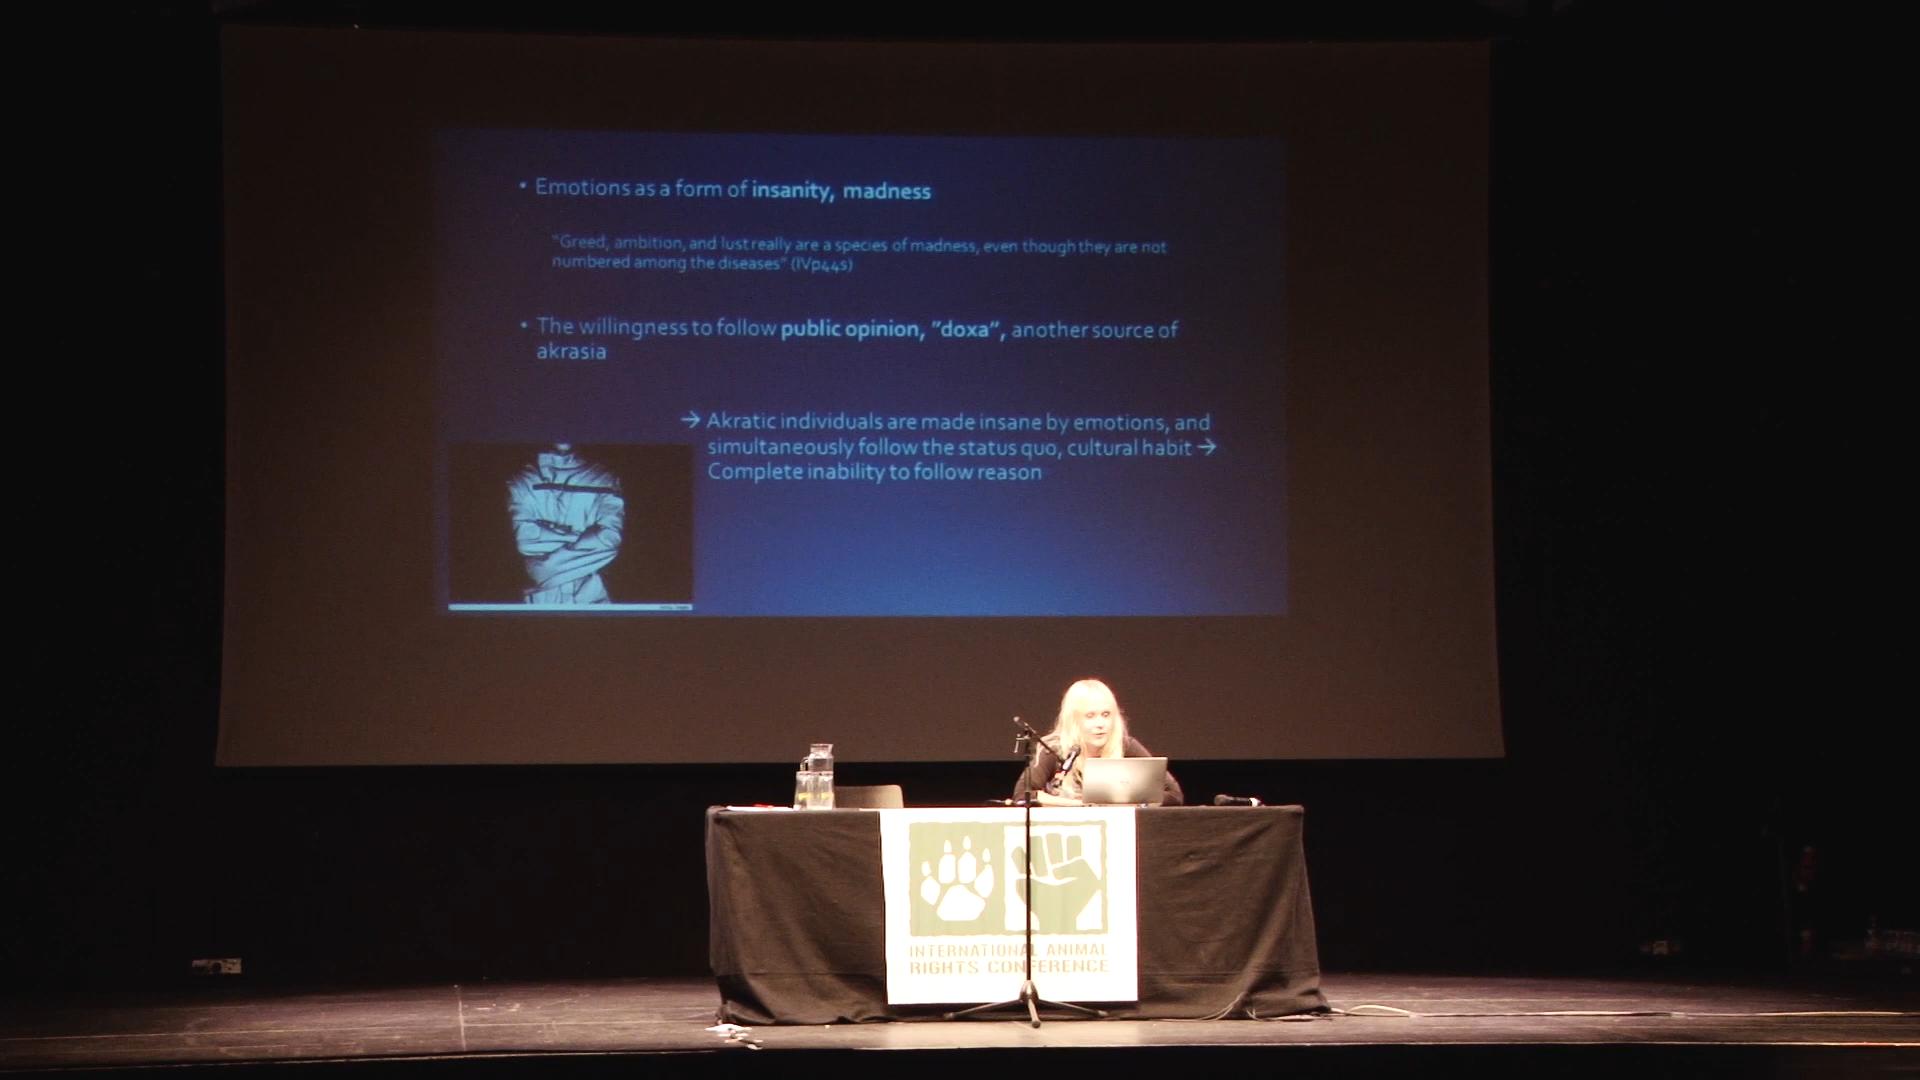 • Emotions as a form of insanity, madness
"Greed, ambition, and lust really are a species of madness, even though they are not
numbered among the diseases" (IVp44s)
• The willingness to follow public opinion, "doxa", another source of
akrasia
→ Akratic individuals are made insane by emotions, and
simultaneously follow the status quo, cultural habit →
Complete inability to follow reason
INTERNATIONAL ANIMAL
RIGHTS CONFERENCE